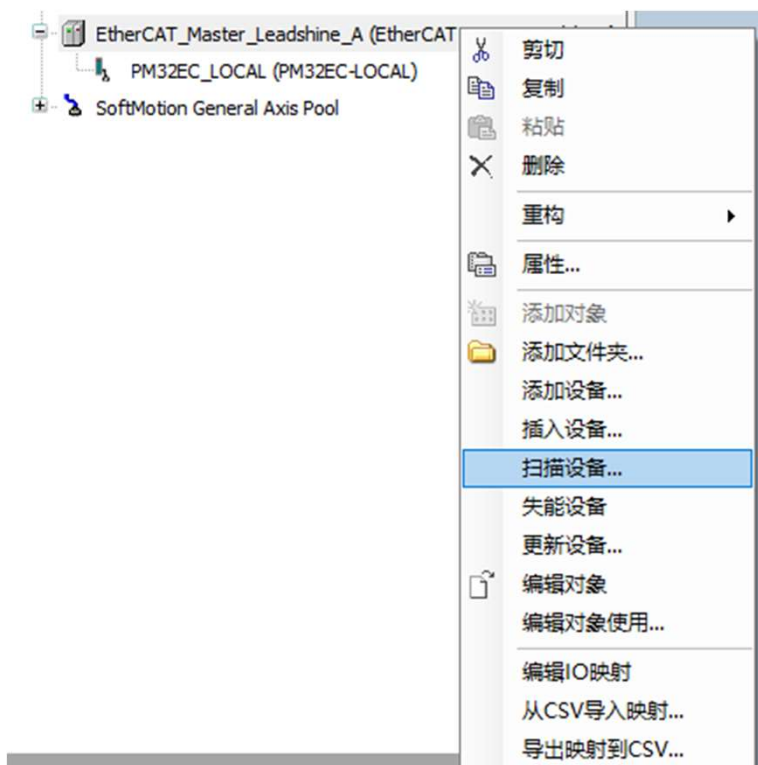 EtherCAT_Master_Leadshine_A (EtherCAT
PM32EC_LOCAL (PM32EC-LOCAL)
SoftMotion General Axis Pool
剪切
复制
粘贴
删除
重构
属性...
添加对象
添加文件夹...
添加设备...
插入设备...
扫描设备...
失能设备
更新设备...
编辑对象
编辑对象使用...
编辑IO映射
从CSV导入映射...
导出映射到CSV...